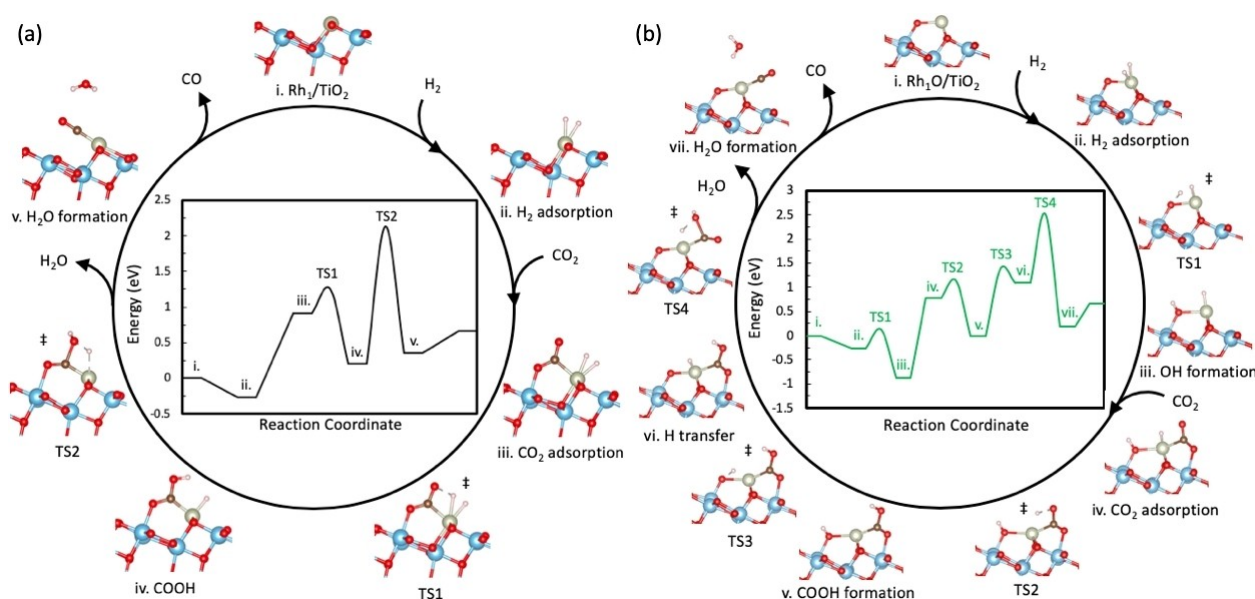 (a)
i. Rh₁/TiO₂
H₂
ii. H₂ adsorption
CO₂
iii. CO₂ adsorption
‡
TS1
iv. COOH
‡
TS2
H₂O
v. H₂O formation
CO
Energy (eV)
2.5
2
1.5
1
0.5
0
-0.5
i.
ii.
iii.
TS1
iv.
TS2
v.
Reaction Coordinate
(b)
i. Rh₁O/TiO₂
H₂
ii. H₂ adsorption
‡
TS1
iii. OH formation
CO₂
iv. CO₂ adsorption
‡
TS2
v. COOH formation
‡
TS3
vi. H transfer
‡
TS4
H₂O
vii. H₂O formation
CO
Energy (eV)
3
2.5
2
1.5
1
0.5
0
-0.5
-1
-1.5
i.
ii.
TS1
iii.
iv.
TS2
v.
TS3
vi.
TS4
vii.
Reaction Coordinate